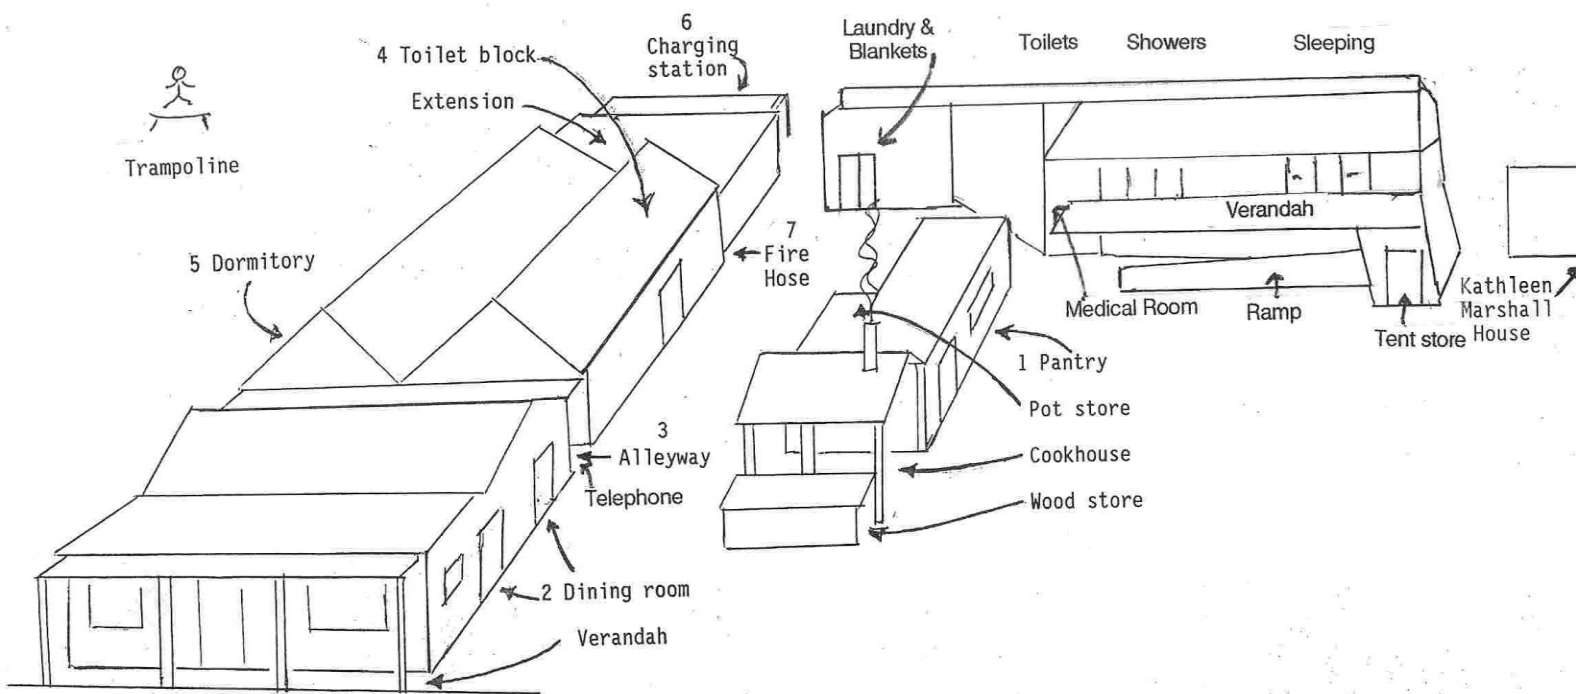 6
Charging
station
4 Toilet block
Extension
Trampoline
5 Dormitory
7
Fire
Hose
3
Alleyway
Telephone
2 Dining room
Verandah
Laundry &
Blankets
Toilets
Showers
Sleeping
Verandah
Medical Room
Ramp
Tent store
Kathleen
Marshall
House
1 Pantry
Pot store
Cookhouse
Wood store